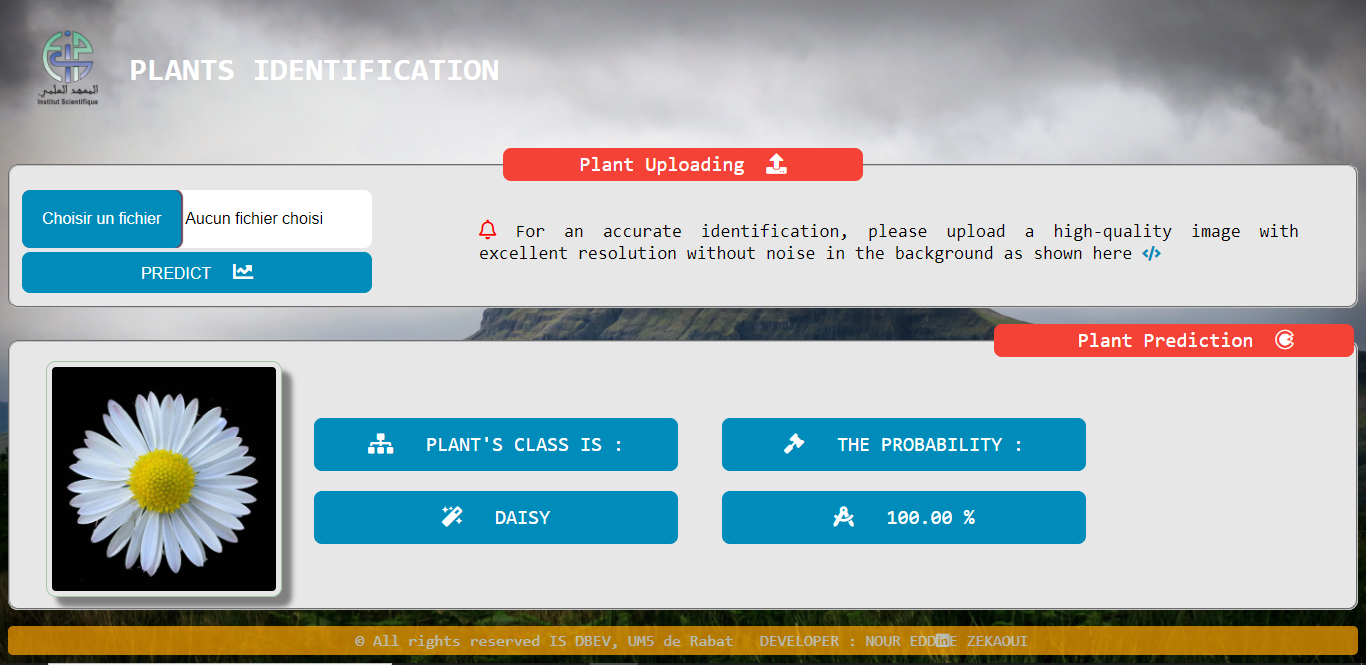 المعهد العلمي
Institut Scientifique
PLANTS IDENTIFICATION
Plant Uploading
Choisir un fichier Aucun fichier choisi
PREDICT
For an accurate identification, please upload a high-quality image with
excellent resolution without noise in the background as shown here
Plant Prediction
PLANT'S CLASS IS :
THE PROBABILITY :
DAISY
100.00 %
© All rights reserved IS DBEV, UM5 de Rabat DEVELOPER : NOUR EDDINE ZEKAOUI